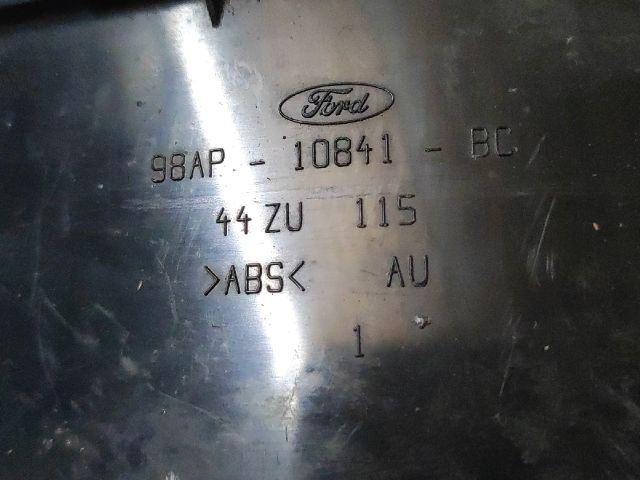 Ford
98AP - 10841 - BC
44 ZU 115
>ABS< AU
1